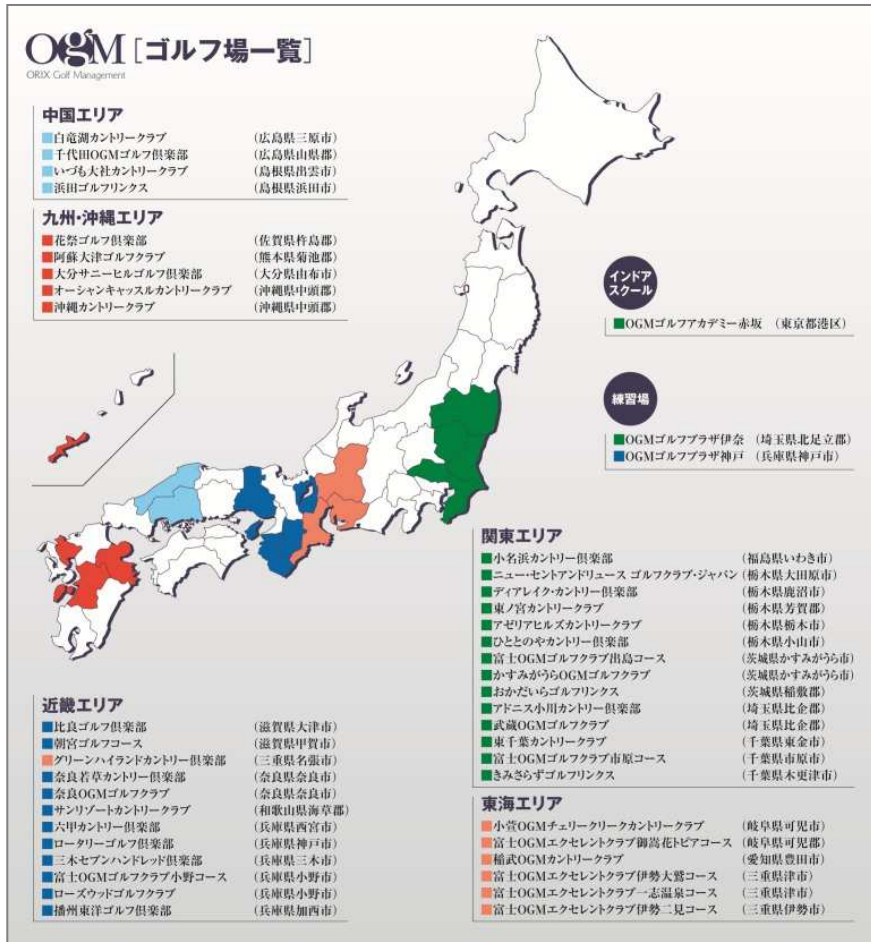 OGM [ゴルフ場一覧]
ORIX Golf Management
中国エリア
■白竜湖カントリークラブ (広島県三原市)
■千代田OGMゴルフ倶楽部 (広島県山県郡)
■いづも大社カントリークラブ (島根県出雲市)
■浜田ゴルフリンクス (島根県浜田市)
九州・沖縄エリア
■花祭ゴルフ倶楽部 (佐賀県杵島郡)
■阿蘇大津ゴルフクラブ (熊本県菊池郡)
■大分サニーヒルゴルフ倶楽部 (大分県由布市)
■オーシャンキャッスルカントリークラブ (沖縄県中頭郡)
■沖縄カントリークラブ (沖縄県中頭郡)
インドア
スクール
■OGMゴルフアカデミー赤坂 (東京都港区)
練習場
■OGMゴルフプラザ伊奈 (埼玉県北足立郡)
■OGMゴルフプラザ神戸 (兵庫県神戸市)
関東エリア
■小名浜カントリー倶楽部 (福島県いわき市)
■ニュー・セントアンドリュース ゴルフクラブ・ジャパン (栃木県大田原市)
■ディアレイク・カントリー倶楽部 (栃木県鹿沼市)
■東ノ宮カントリークラブ (栃木県芳賀郡)
■アゼリアヒルズカントリークラブ (栃木県栃木市)
■ひととのやカントリー倶楽部 (栃木県小山市)
■富士OGMゴルフクラブ出島コース (茨城県かすみがうら市)
■かすみがうらOGMゴルフクラブ (茨城県かすみがうら市)
■おかだいらゴルフリンクス (茨城県稲敷郡)
■アドニス小川カントリー倶楽部 (埼玉県比企郡)
■武蔵OGMゴルフクラブ (埼玉県比企郡)
■東千葉カントリークラブ (千葉県東金市)
■富士OGMゴルフクラブ市原コース (千葉県市原市)
■きみさらずゴルフリンクス (千葉県木更津市)
近畿エリア
■比良ゴルフ倶楽部 (滋賀県大津市)
■朝宮ゴルフコース (滋賀県甲賀市)
■グリーンハイランドカントリー倶楽部 (三重県名張市)
■奈良若草カントリー倶楽部 (奈良県奈良市)
■奈良OGMゴルフクラブ (奈良県奈良市)
■サンリゾートカントリークラブ (和歌山県海草郡)
■六甲カントリー倶楽部 (兵庫県西宮市)
■ロータリーゴルフ倶楽部 (兵庫県神戸市)
■三木セブンハンドレッド倶楽部 (兵庫県三木市)
■富士OGMゴルフクラブ小野コース (兵庫県小野市)
■ローズウッドゴルフクラブ (兵庫県小野市)
■播州東洋ゴルフ倶楽部 (兵庫県加西市)
東海エリア
■小萱OGMチェリークリークカントリークラブ (岐阜県可児市)
■富士OGMエクセレントクラブ御嵩花トピアコース (岐阜県可児郡)
■稲武OGMカントリークラブ (愛知県豊田市)
■富士OGMエクセレントクラブ伊勢大鷲コース (三重県津市)
■富士OGMエクセレントクラブ一志温泉コース (三重県津市)
■富士OGMエクセレントクラブ伊勢二見コース (三重県伊勢市)